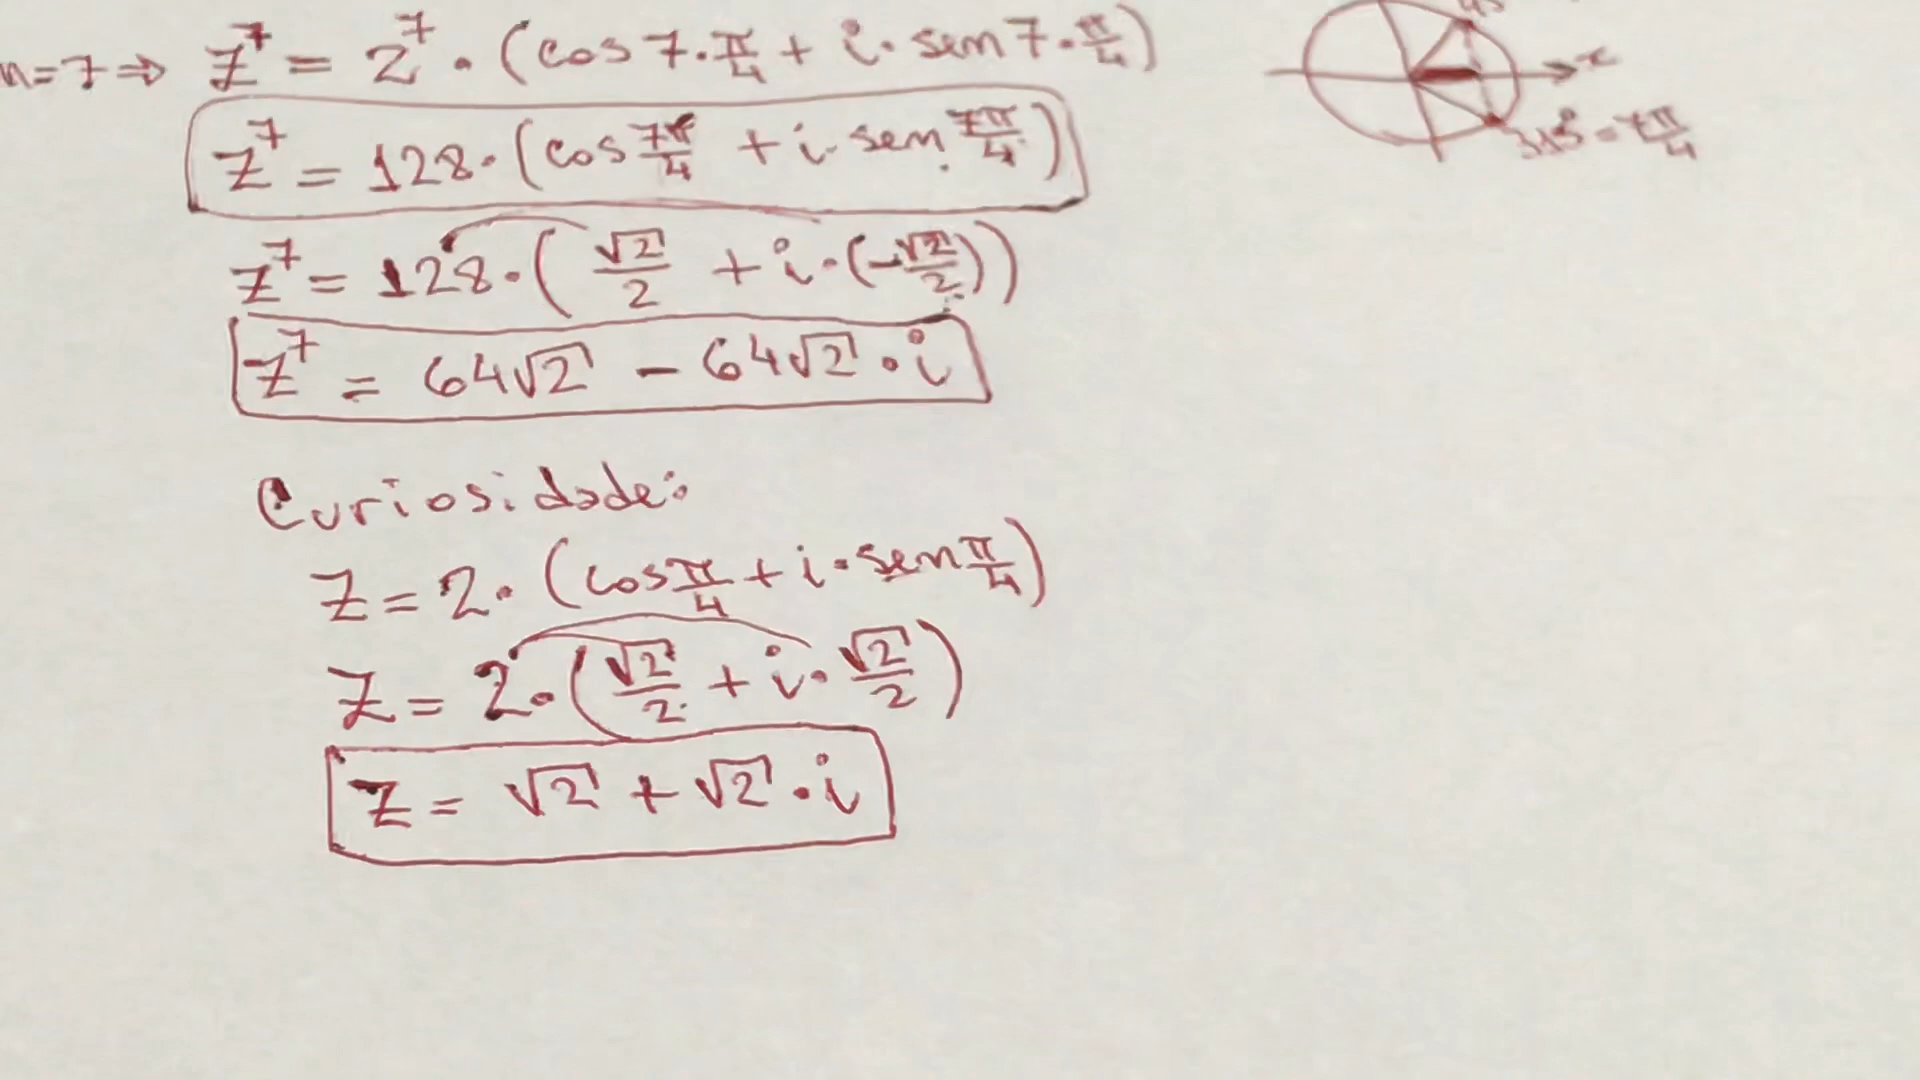 n=7 ⇒ z⁷ = 2⁷ · (cos 7·π/4 + i · sen 7·π/4)
z⁷ = 128 · (cos 7π/4 + i · sen 7π/4)
z⁷ = 128 · (√2/2 + i · (-√2/2))
z⁷ = 64√2 - 64√2 · i
Curiosidade:
z = 2 · (cos π/4 + i · sen π/4)
z = 2 · (√2/2 + i · √2/2)
z = √2 + √2 · i
45
x
315° = 7π/4